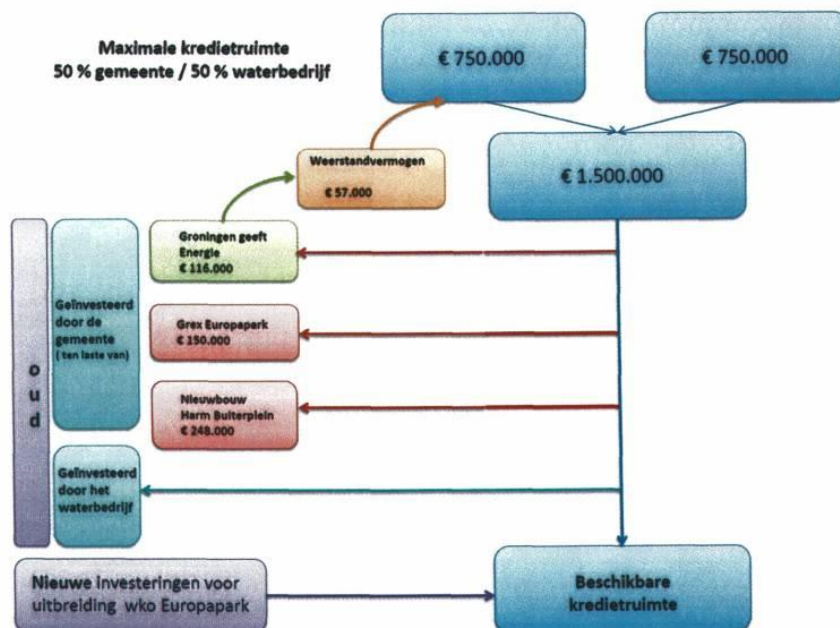 Maximale kredietruimte
50 % gemeente / 50 % waterbedrijf
€ 750.000
€ 750.000
Weerstandvermogen
€ 57.000
€ 1.500.000
Groningen geeft
Energie
€ 116.000
Geïnvesteerd
door de
gemeente
( ten laste van)
Grex Europapark
€ 150.000
o
u
d
Nieuwbouw
Harm Buiterplein
€ 248.000
Geïnvesteerd
door het
waterbedrijf
Nieuwe investeringen voor
uitbreiding wko Europapark
Beschikbare
kredietruimte